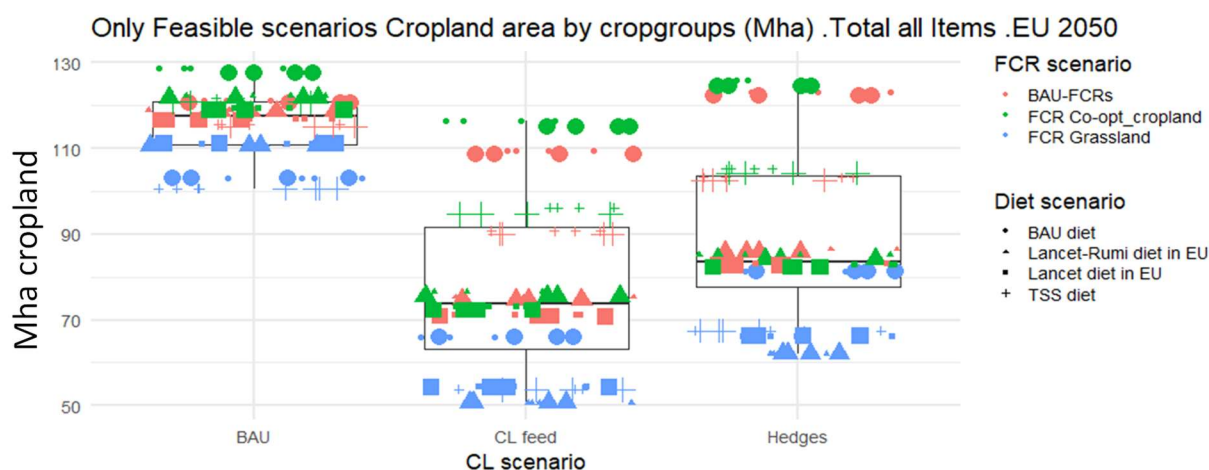 Only Feasible scenarios Cropland area by cropgroups (Mha) .Total all Items .EU 2050
130
110
90
70
50
Mha cropland
BAU
CL feed
Hedges
CL scenario
FCR scenario
BAU-FCRs
FCR Co-opt_cropland
FCR Grassland
Diet scenario
BAU diet
Lancet-Rumi diet in EU
Lancet diet in EU
TSS diet